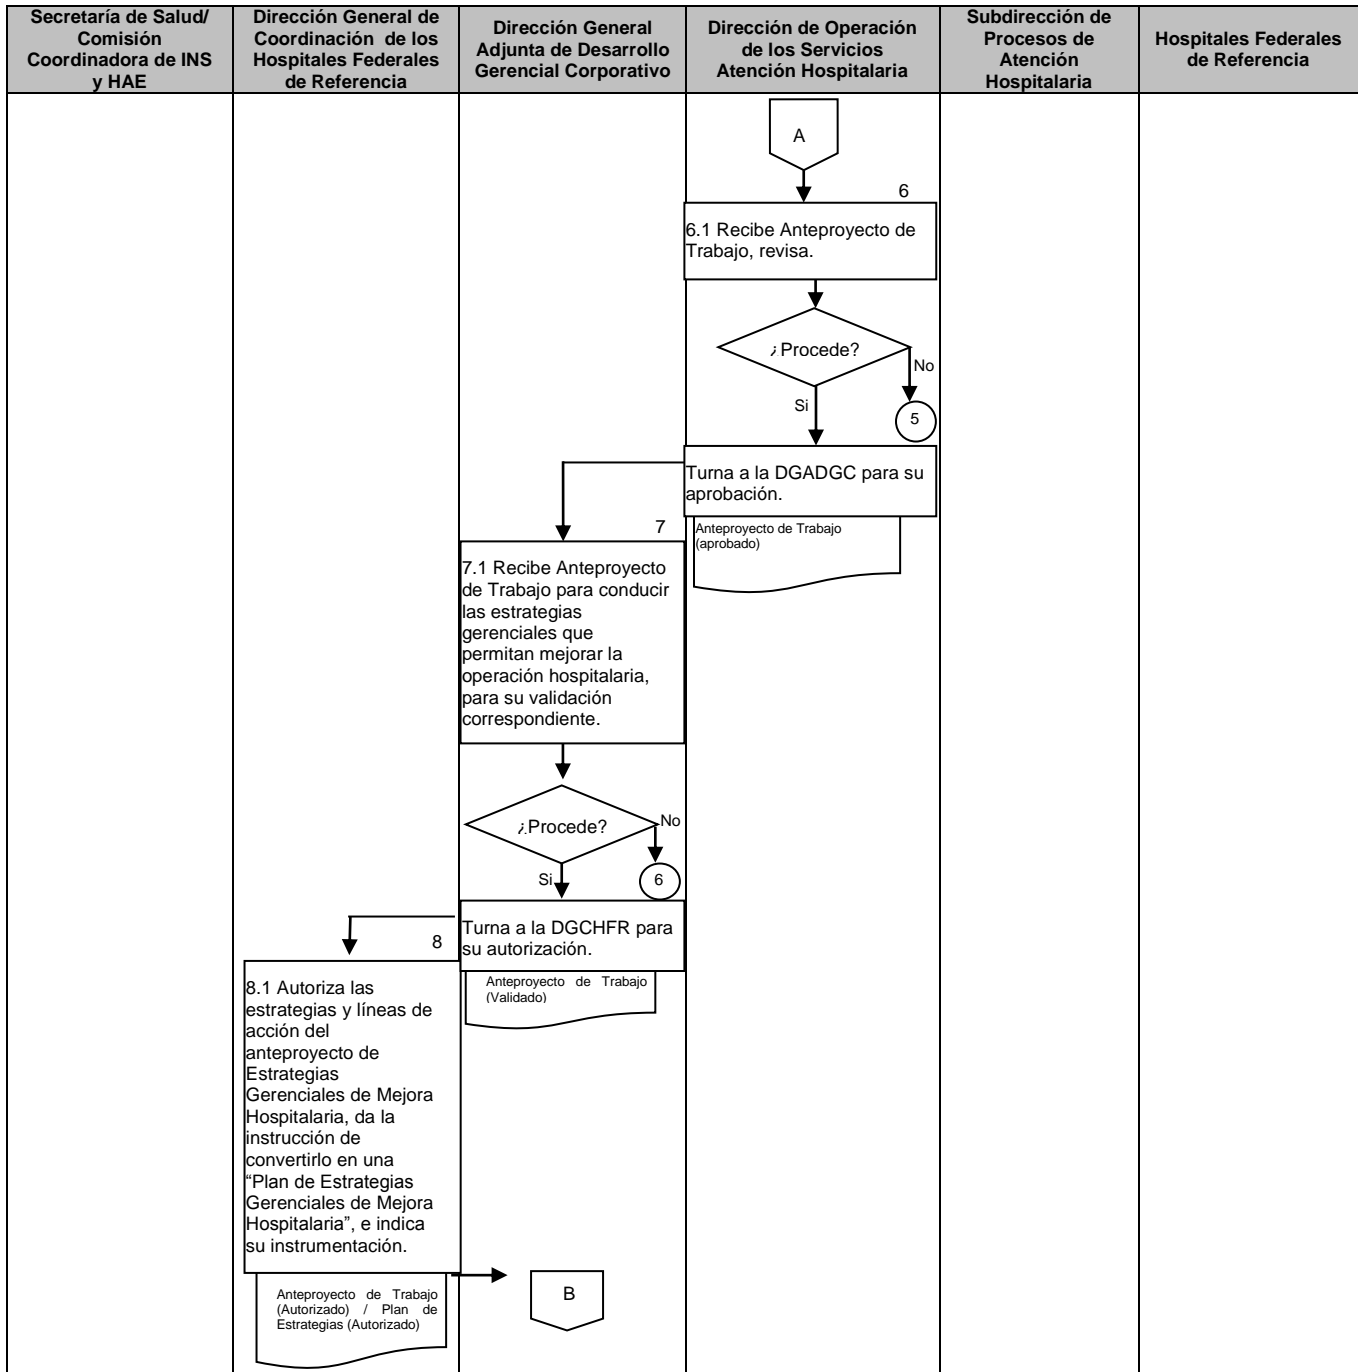 Secretaría de Salud/
Comisión
Coordinadora de INS
y HAE
Dirección General de
Coordinación de los
Hospitales Federales
de Referencia
Dirección General
Adjunta de Desarrollo
Gerencial Corporativo
Dirección de Operación
de los Servicios
Atención Hospitalaria
Subdirección de
Procesos de
Atención
Hospitalaria
Hospitales Federales
de Referencia
A
6
6.1 Recibe Anteproyecto de
Trabajo, revisa.
¿Procede?
No
Si
5
Turna a la DGADGC para su
aprobación.
Anteproyecto de Trabajo
(aprobado)
7
7.1 Recibe Anteproyecto
de Trabajo para conducir
las estrategias
gerenciales que
permitan mejorar la
operación hospitalaria,
para su validación
correspondiente.
¿Procede?
No
Si
6
Turna a la DGCHFR para
su autorización.
Anteproyecto de Trabajo
(Validado)
8
8.1 Autoriza las
estrategias y líneas de
acción del
anteproyecto de
Estrategias
Gerenciales de Mejora
Hospitalaria, da la
instrucción de
convertirlo en una
“Plan de Estrategias
Gerenciales de Mejora
Hospitalaria”, e indica
su instrumentación.
Anteproyecto de Trabajo
(Autorizado) / Plan de
Estrategias (Autorizado)
B